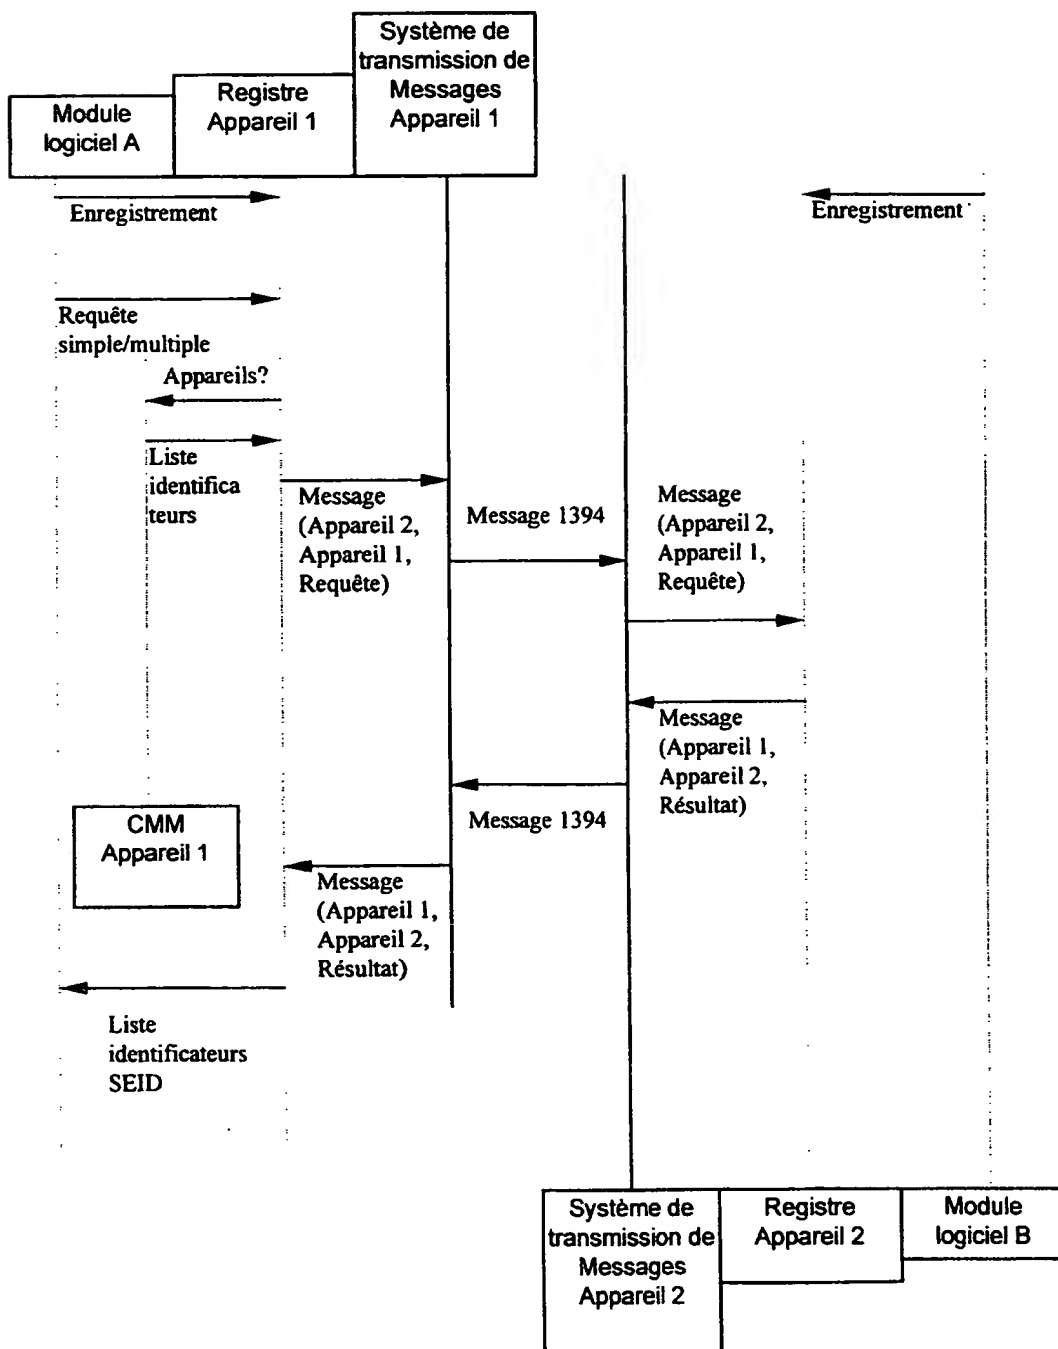 Système de
transmission de
Messages
Appareil 1
Registre
Appareil 1
Module
logiciel A
Enregistrement
Enregistrement
Requête
simple/multiple
Appareils?
Liste
identifica
teurs
Message
(Appareil 2,
Appareil 1,
Requête)
Message 1394
Message
(Appareil 2,
Appareil 1,
Requête)
Message
(Appareil 1,
Appareil 2,
Résultat)
Message 1394
CMM
Appareil 1
Message
(Appareil 1,
Appareil 2,
Résultat)
Liste
identificateurs
SEID
Système de
transmission de
Messages
Appareil 2
Registre
Appareil 2
Module
logiciel B